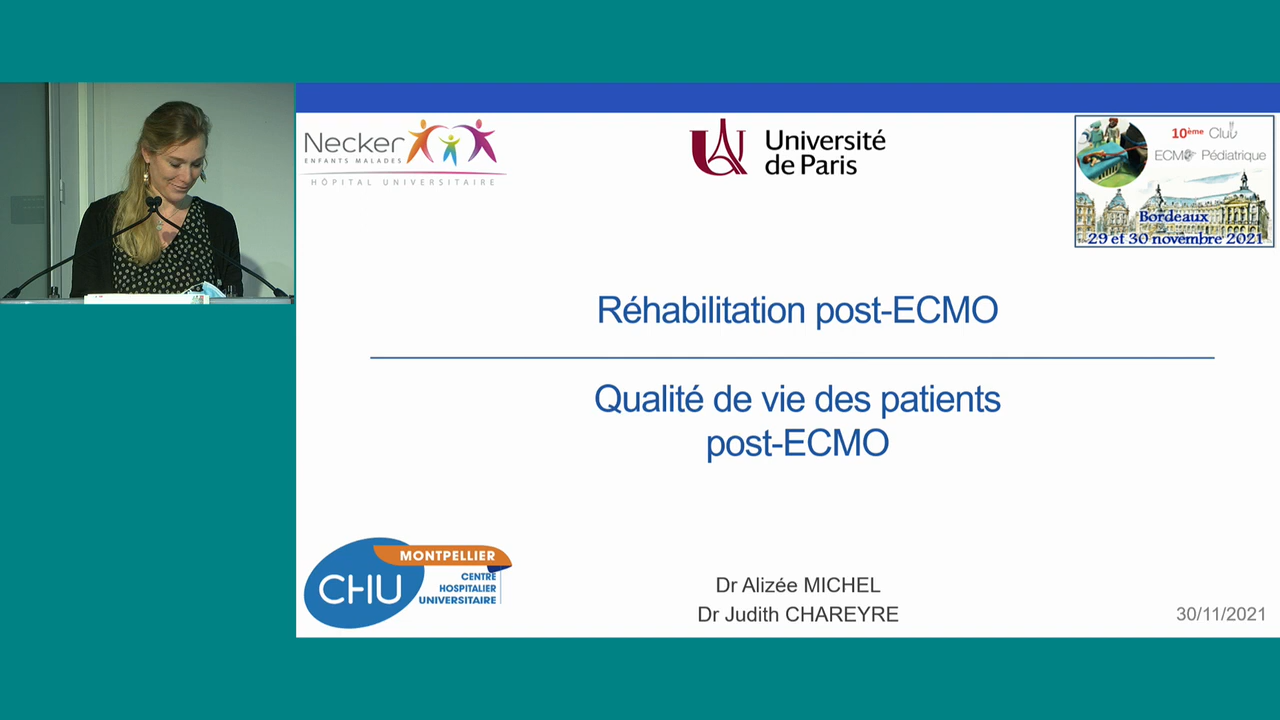 Necker
ENFANTS MALADES
HÔPITAL UNIVERSITAIRE
Université
de Paris
10ème Club
ECMO Pédiatrique
Bordeaux
29 et 30 novembre 2021
Réhabilitation post-ECMO
Qualité de vie des patients
post-ECMO
MONTPELLIER
CHU
CENTRE
HOSPITALIER
UNIVERSITAIRE
Dr Alizée MICHEL
Dr Judith CHAREYRE
30/11/2021